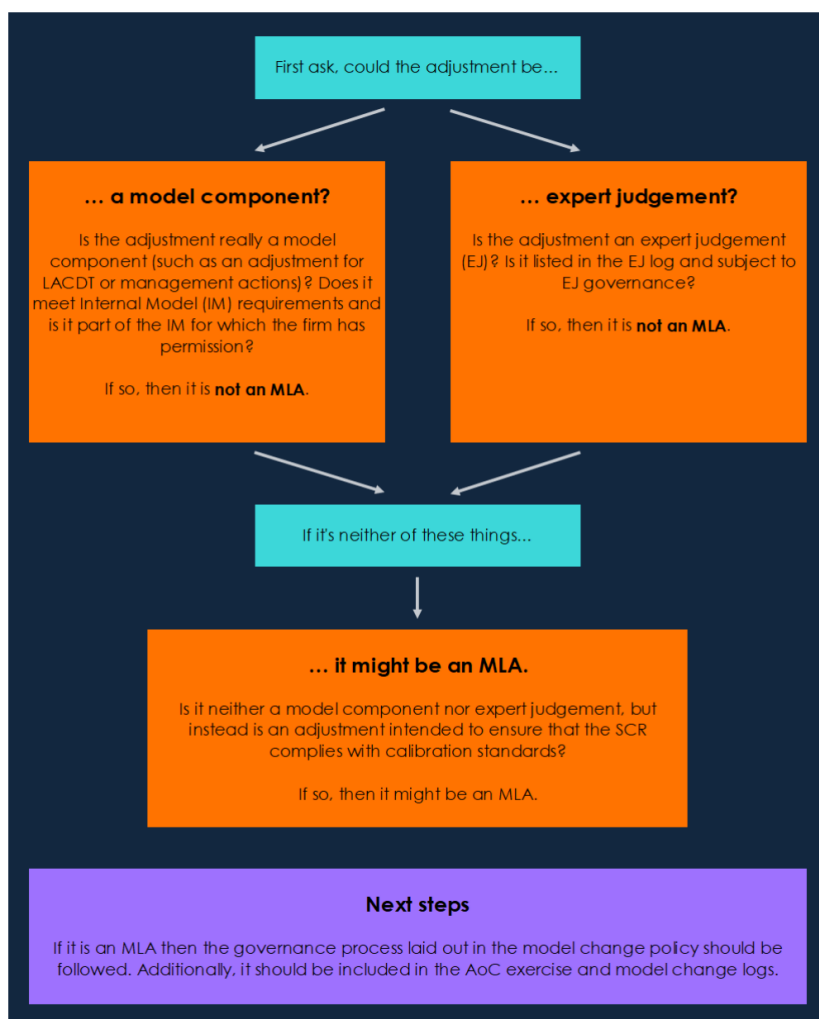 First ask, could the adjustment be...
... a model component?
Is the adjustment really a model
component (such as an adjustment for
LACDT or management actions)? Does it
meet Internal Model (IM) requirements and
is it part of the IM for which the firm has
permission?
If so, then it is not an MLA.
... expert judgement?
Is the adjustment an expert judgement
(EJ)? Is it listed in the EJ log and subject to
EJ governance?
If so, then it is not an MLA.
If it's neither of these things...
... it might be an MLA.
Is it neither a model component nor expert judgement, but
instead is an adjustment intended to ensure that the SCR
complies with calibration standards?
If so, then it might be an MLA.
Next steps
If it is an MLA then the governance process laid out in the model change policy should be
followed. Additionally, it should be included in the AoC exercise and model change logs.